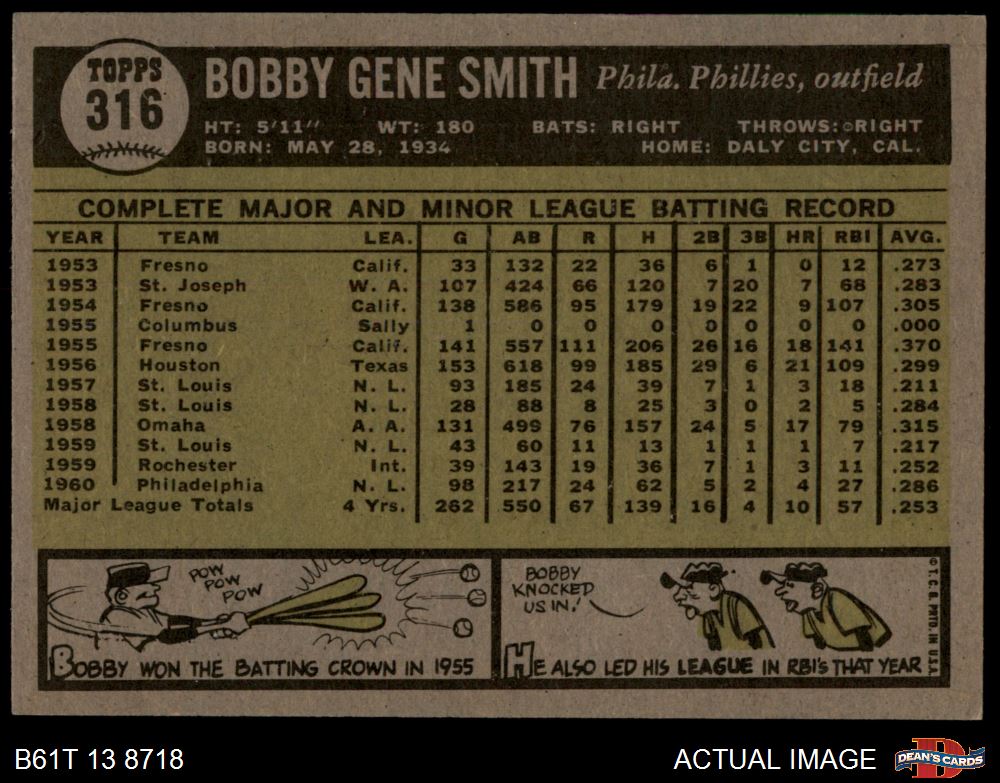 TOPPS
316
BOBBY GENE SMITH Phila. Phillies, outfield
HT: 5'11" WT: 180 BATS: RIGHT THROWS: RIGHT
BORN: MAY 28, 1934 HOME: DALY CITY, CAL.
COMPLETE MAJOR AND MINOR LEAGUE BATTING RECORD
YEAR TEAM LEA. G AB R H 2B 3B HR RBI AVG.
1953 Fresno Calif. 33 132 22 36 6 1 0 12 .273
1953 St. Joseph W. A. 107 424 66 120 7 20 7 68 .283
1954 Fresno Calif. 138 586 95 179 19 22 9 107 .305
1955 Columbus Sally 1 0 0 0 0 0 0 0 .000
1955 Fresno Calif. 141 557 111 206 26 16 18 141 .370
1956 Houston Texas 153 618 99 185 29 6 21 109 .299
1957 St. Louis N. L. 93 185 24 39 7 1 3 18 .211
1958 St. Louis N. L. 28 88 8 25 3 0 2 5 .284
1958 Omaha A. A. 131 499 76 157 24 5 17 79 .315
1959 St. Louis N. L. 43 60 11 13 1 1 1 7 .217
1959 Rochester Int. 39 143 19 36 7 1 3 11 .252
1960 Philadelphia N. L. 98 217 24 62 5 2 4 27 .286
Major League Totals 4 Yrs. 262 550 67 139 16 4 10 57 .253
POW
POW
POW
BOBBY WON THE BATTING CROWN IN 1955
BOBBY
KNOCKED
US IN!
HE ALSO LED HIS LEAGUE IN RBI'S THAT YEAR
© T. C. G. PRTD. IN U.S.A.
B61T 13 8718
ACTUAL IMAGE
DEAN'S CARDS